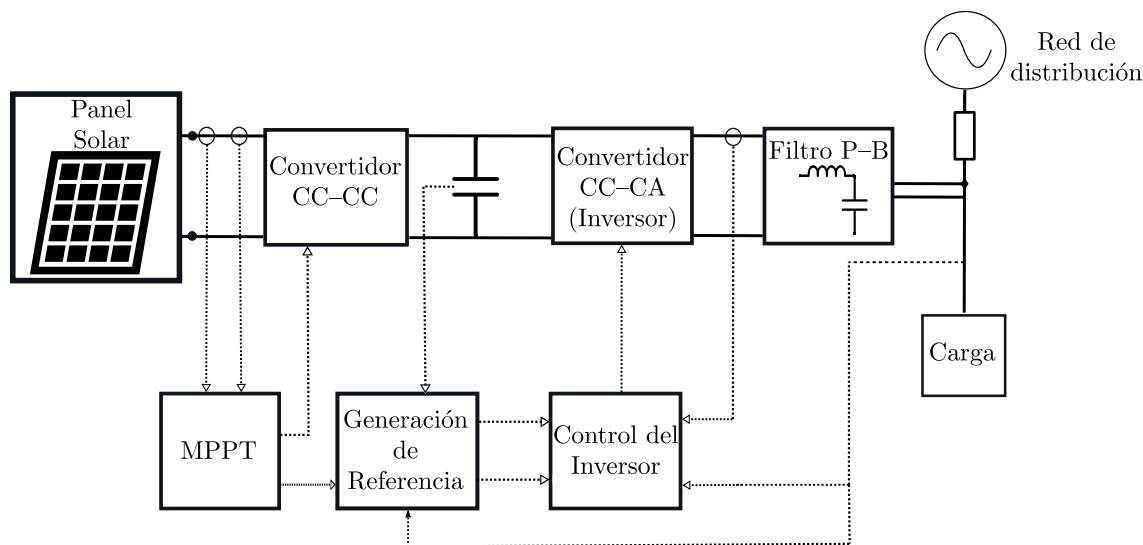 Red de
distribución
Panel
Solar
Convertidor
CC–CC
Convertidor
CC–CA
(Inversor)
Filtro P–B
Carga
MPPT
Generación
de
Referencia
Control del
Inversor